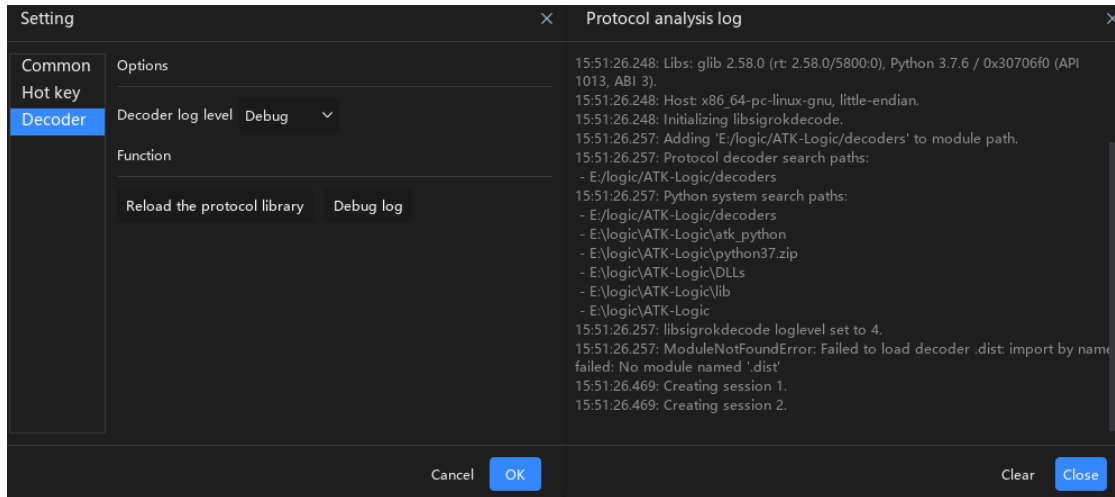 Setting
Common
Hot key
Decoder
Options
Decoder log level Debug
Function
Reload the protocol library Debug log
Cancel OK
Protocol analysis log
15:51:26.248: Libs: glib 2.58.0 (rt: 2.58.0/5800:0), Python 3.7.6 / 0x30706f0 (API
1013, ABI 3).
15:51:26.248: Host: x86_64-pc-linux-gnu, little-endian.
15:51:26.248: Initializing libsigrokdecode.
15:51:26.257: Adding 'E:/logic/ATK-Logic/decoders' to module path.
15:51:26.257: Protocol decoder search paths:
- E:/logic/ATK-Logic/decoders
15:51:26.257: Python system search paths:
- E:/logic/ATK-Logic/decoders
- E:\logic\ATK-Logic\atk_python
- E:\logic\ATK-Logic\python37.zip
- E:\logic\ATK-Logic\DLLs
- E:\logic\ATK-Logic\lib
- E:\logic\ATK-Logic
15:51:26.257: libsigrokdecode loglevel set to 4.
15:51:26.257: ModuleNotFoundError: Failed to load decoder .dist: import by name
failed: No module named '.dist'
15:51:26.469: Creating session 1.
15:51:26.469: Creating session 2.
Clear Close